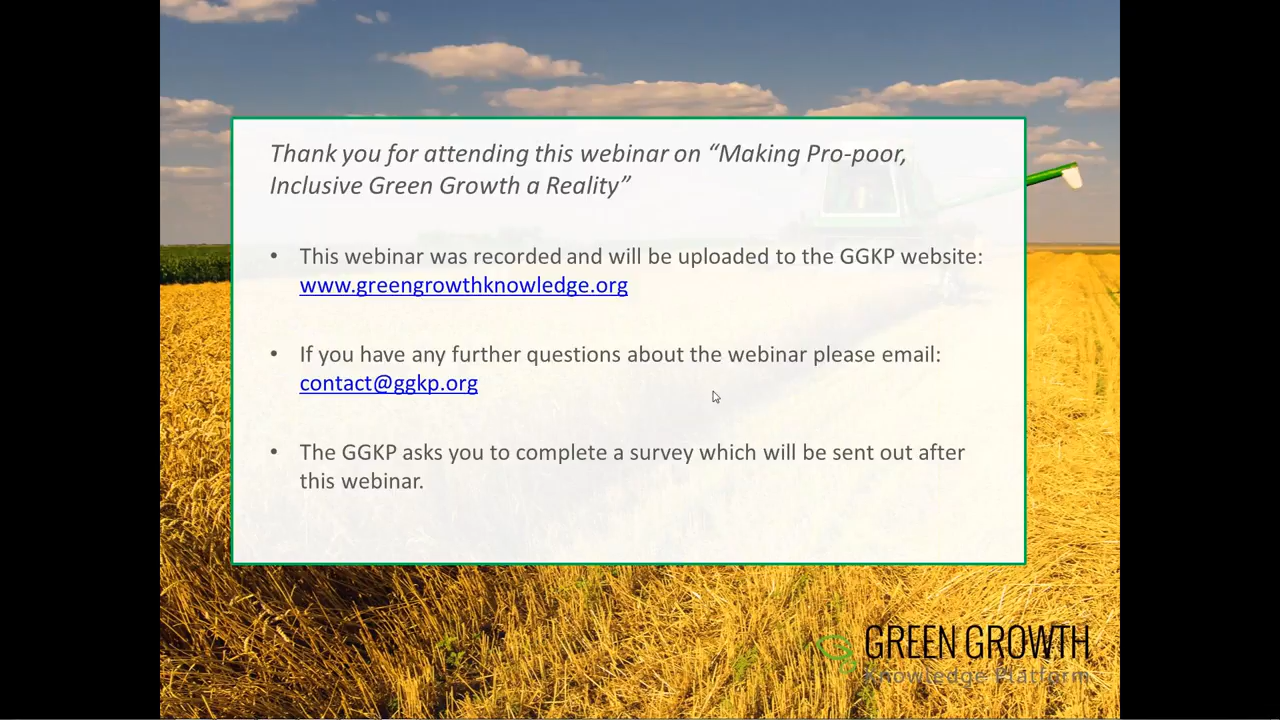 Thank you for attending this webinar on “Making Pro-poor,
Inclusive Green Growth a Reality”
• This webinar was recorded and will be uploaded to the GGKP website:
www.greengrowthknowledge.org
• If you have any further questions about the webinar please email:
contact@ggkp.org
• The GGKP asks you to complete a survey which will be sent out after
this webinar.
GREEN GROWTH
Knowledge Platform